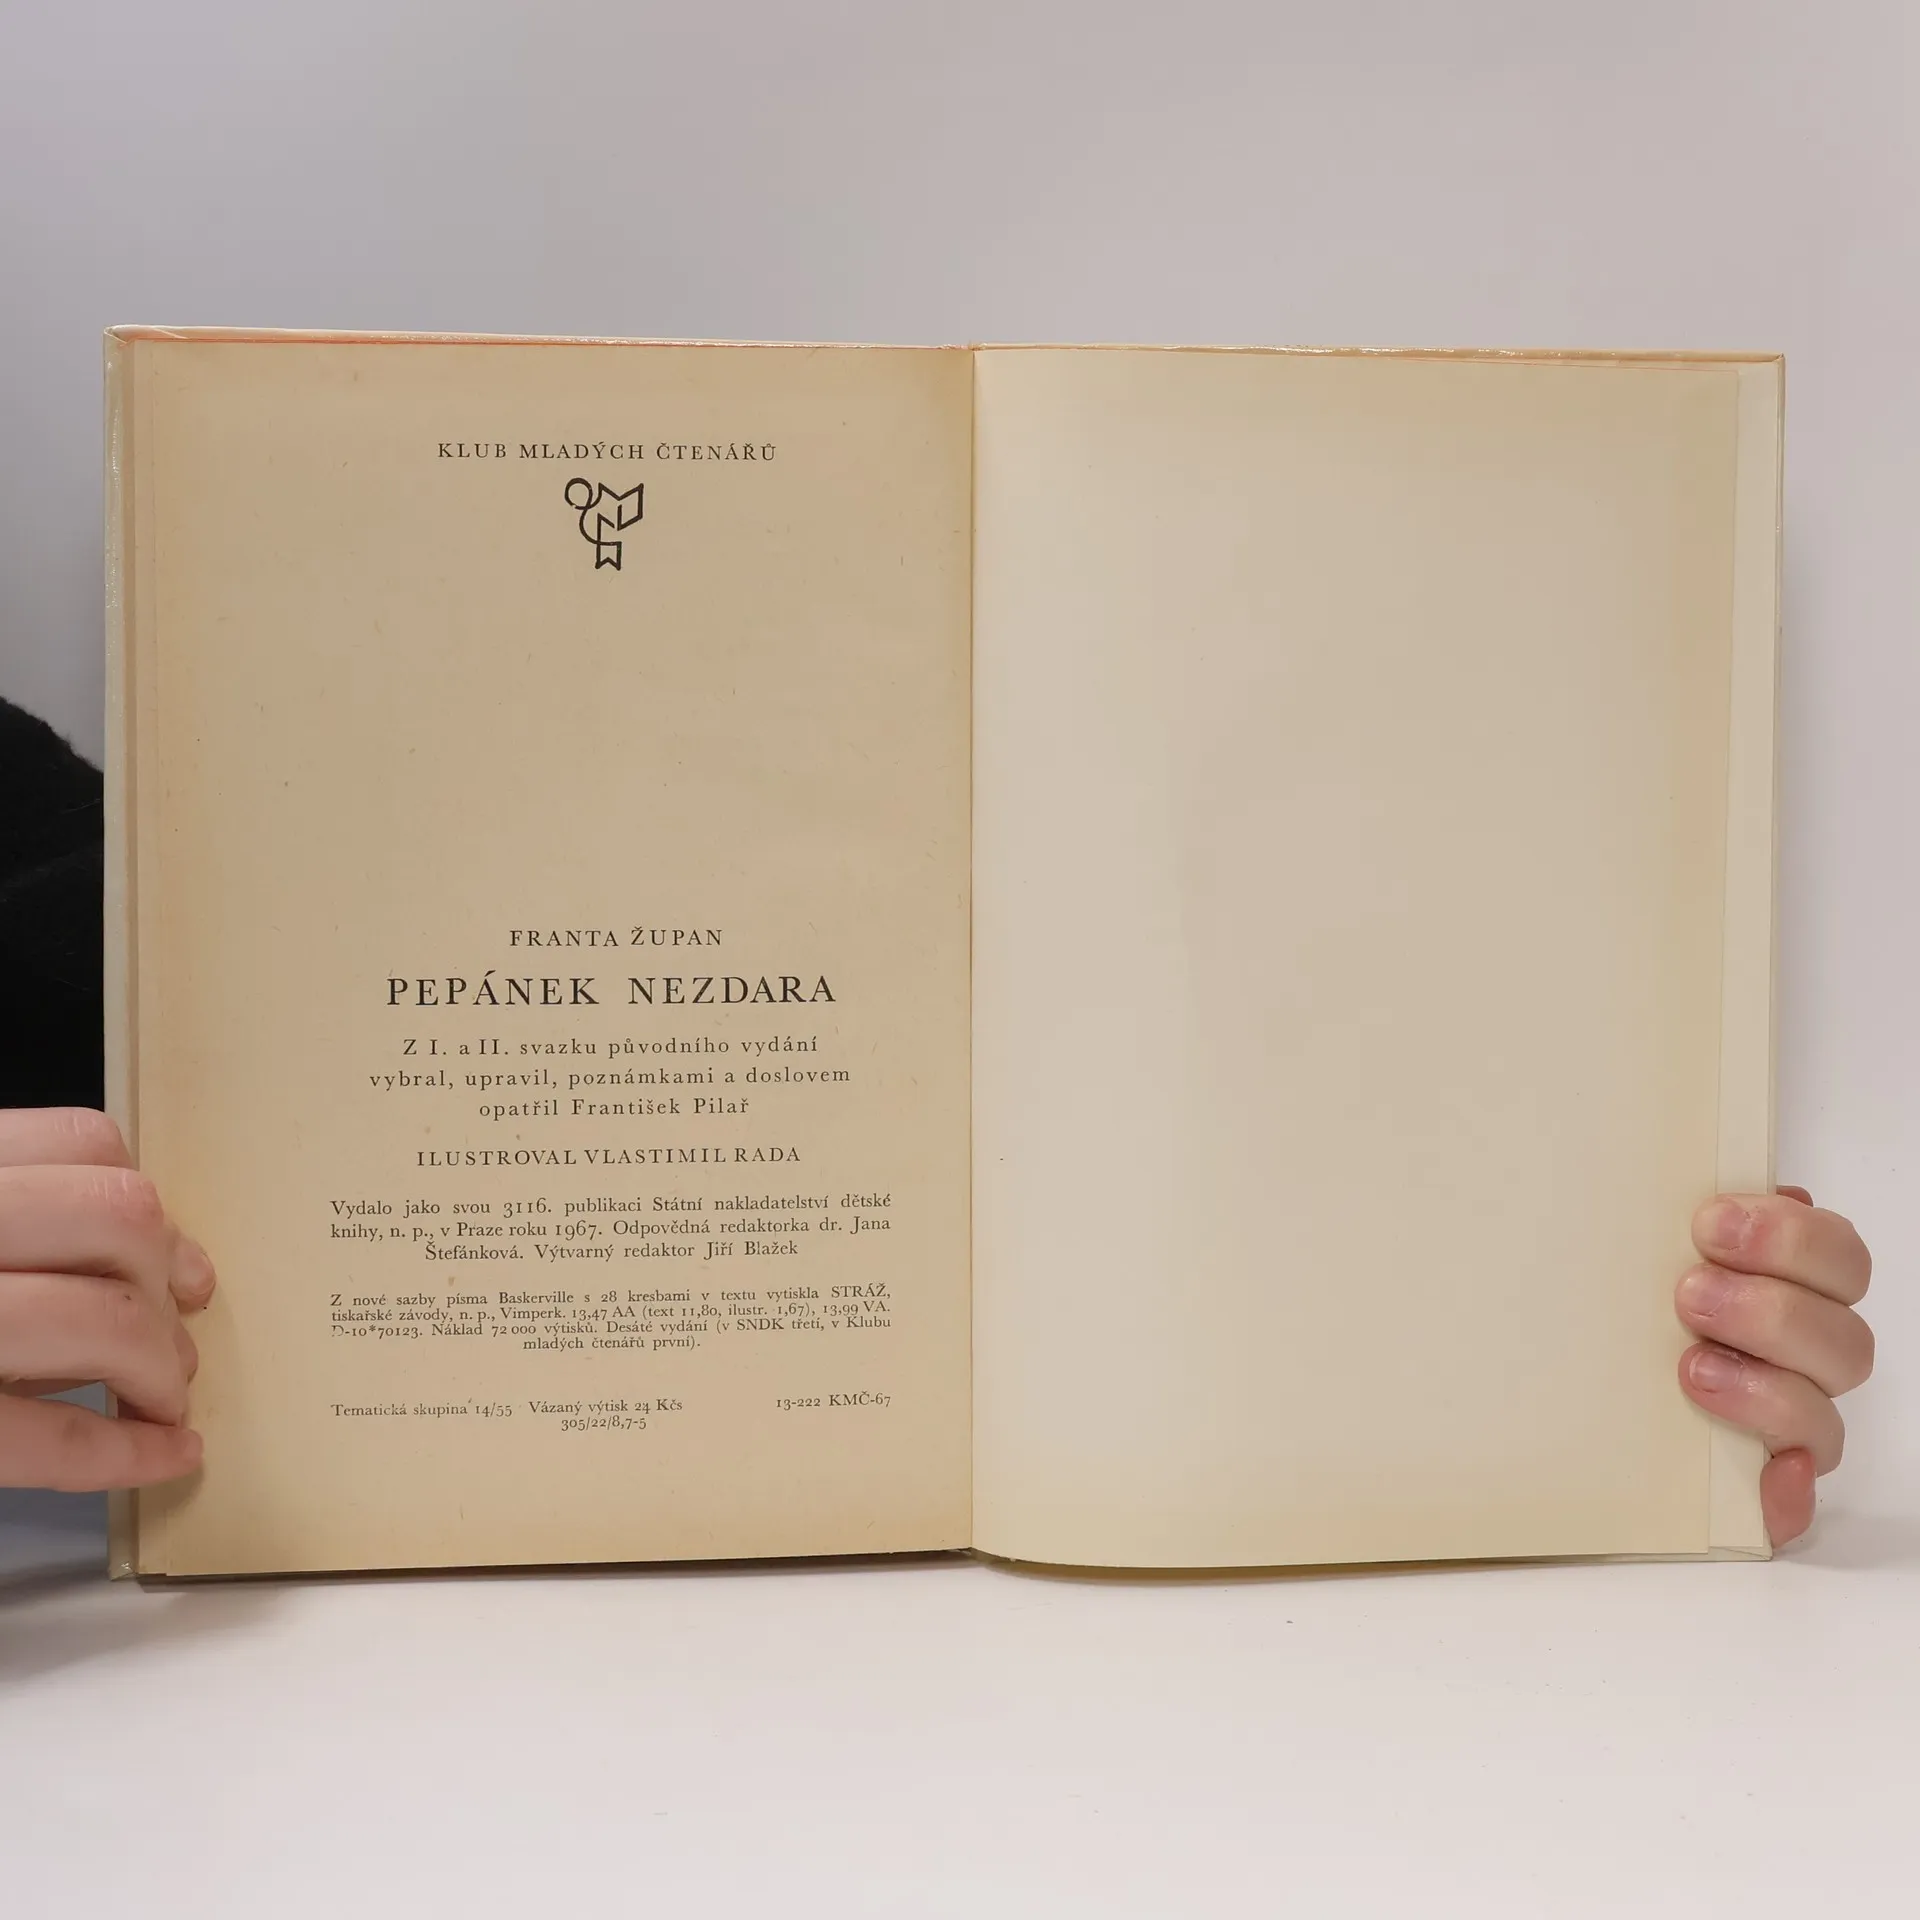 KLUB MLADÝCH ČTENÁŘŮ
FRANTA ŽUPAN
PEPÁNEK NEZDARA
Z I. a II. svazku původního vydání
vybral, upravil, poznámkami a doslovem
opatřil František Pilař
ILUSTROVAL VLASTIMIL RADA
Vydalo jako svou 3116. publikaci Státní nakladatelství dětské
knihy, n. p., v Praze roku 1967. Odpovědná redaktorka dr. Jana
Štefánková. Výtvarný redaktor Jiří Blažek
Z nové sazby písma Baskerville s 28 kresbami v textu vytiskla STRÁŽ,
tiskařské závody, n. p., Vimperk. 13,47 AA (text 11,80, ilustr. 1,67), 13,99 VA.
D-10*70123. Náklad 72 000 výtisků. Desáté vydání (v SNDK třetí, v Klubu
mladých čtenářů první).
Tematická skupina 14/55 Vázaný výtisk 24 Kčs 13-222 KMČ-67
305/22/8,7-5